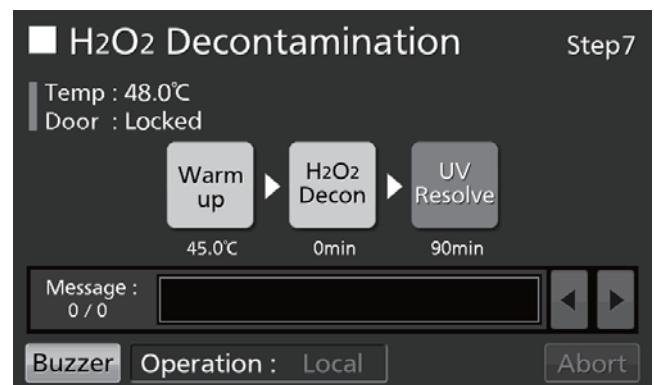 H2O2 Decontamination Step7
Temp : 48.0℃
Door : Locked
Warm up
H2O2 Decon
UV Resolve
45.0℃ 0min 90min
Message :
0 / 0
Buzzer Operation : Local Abort